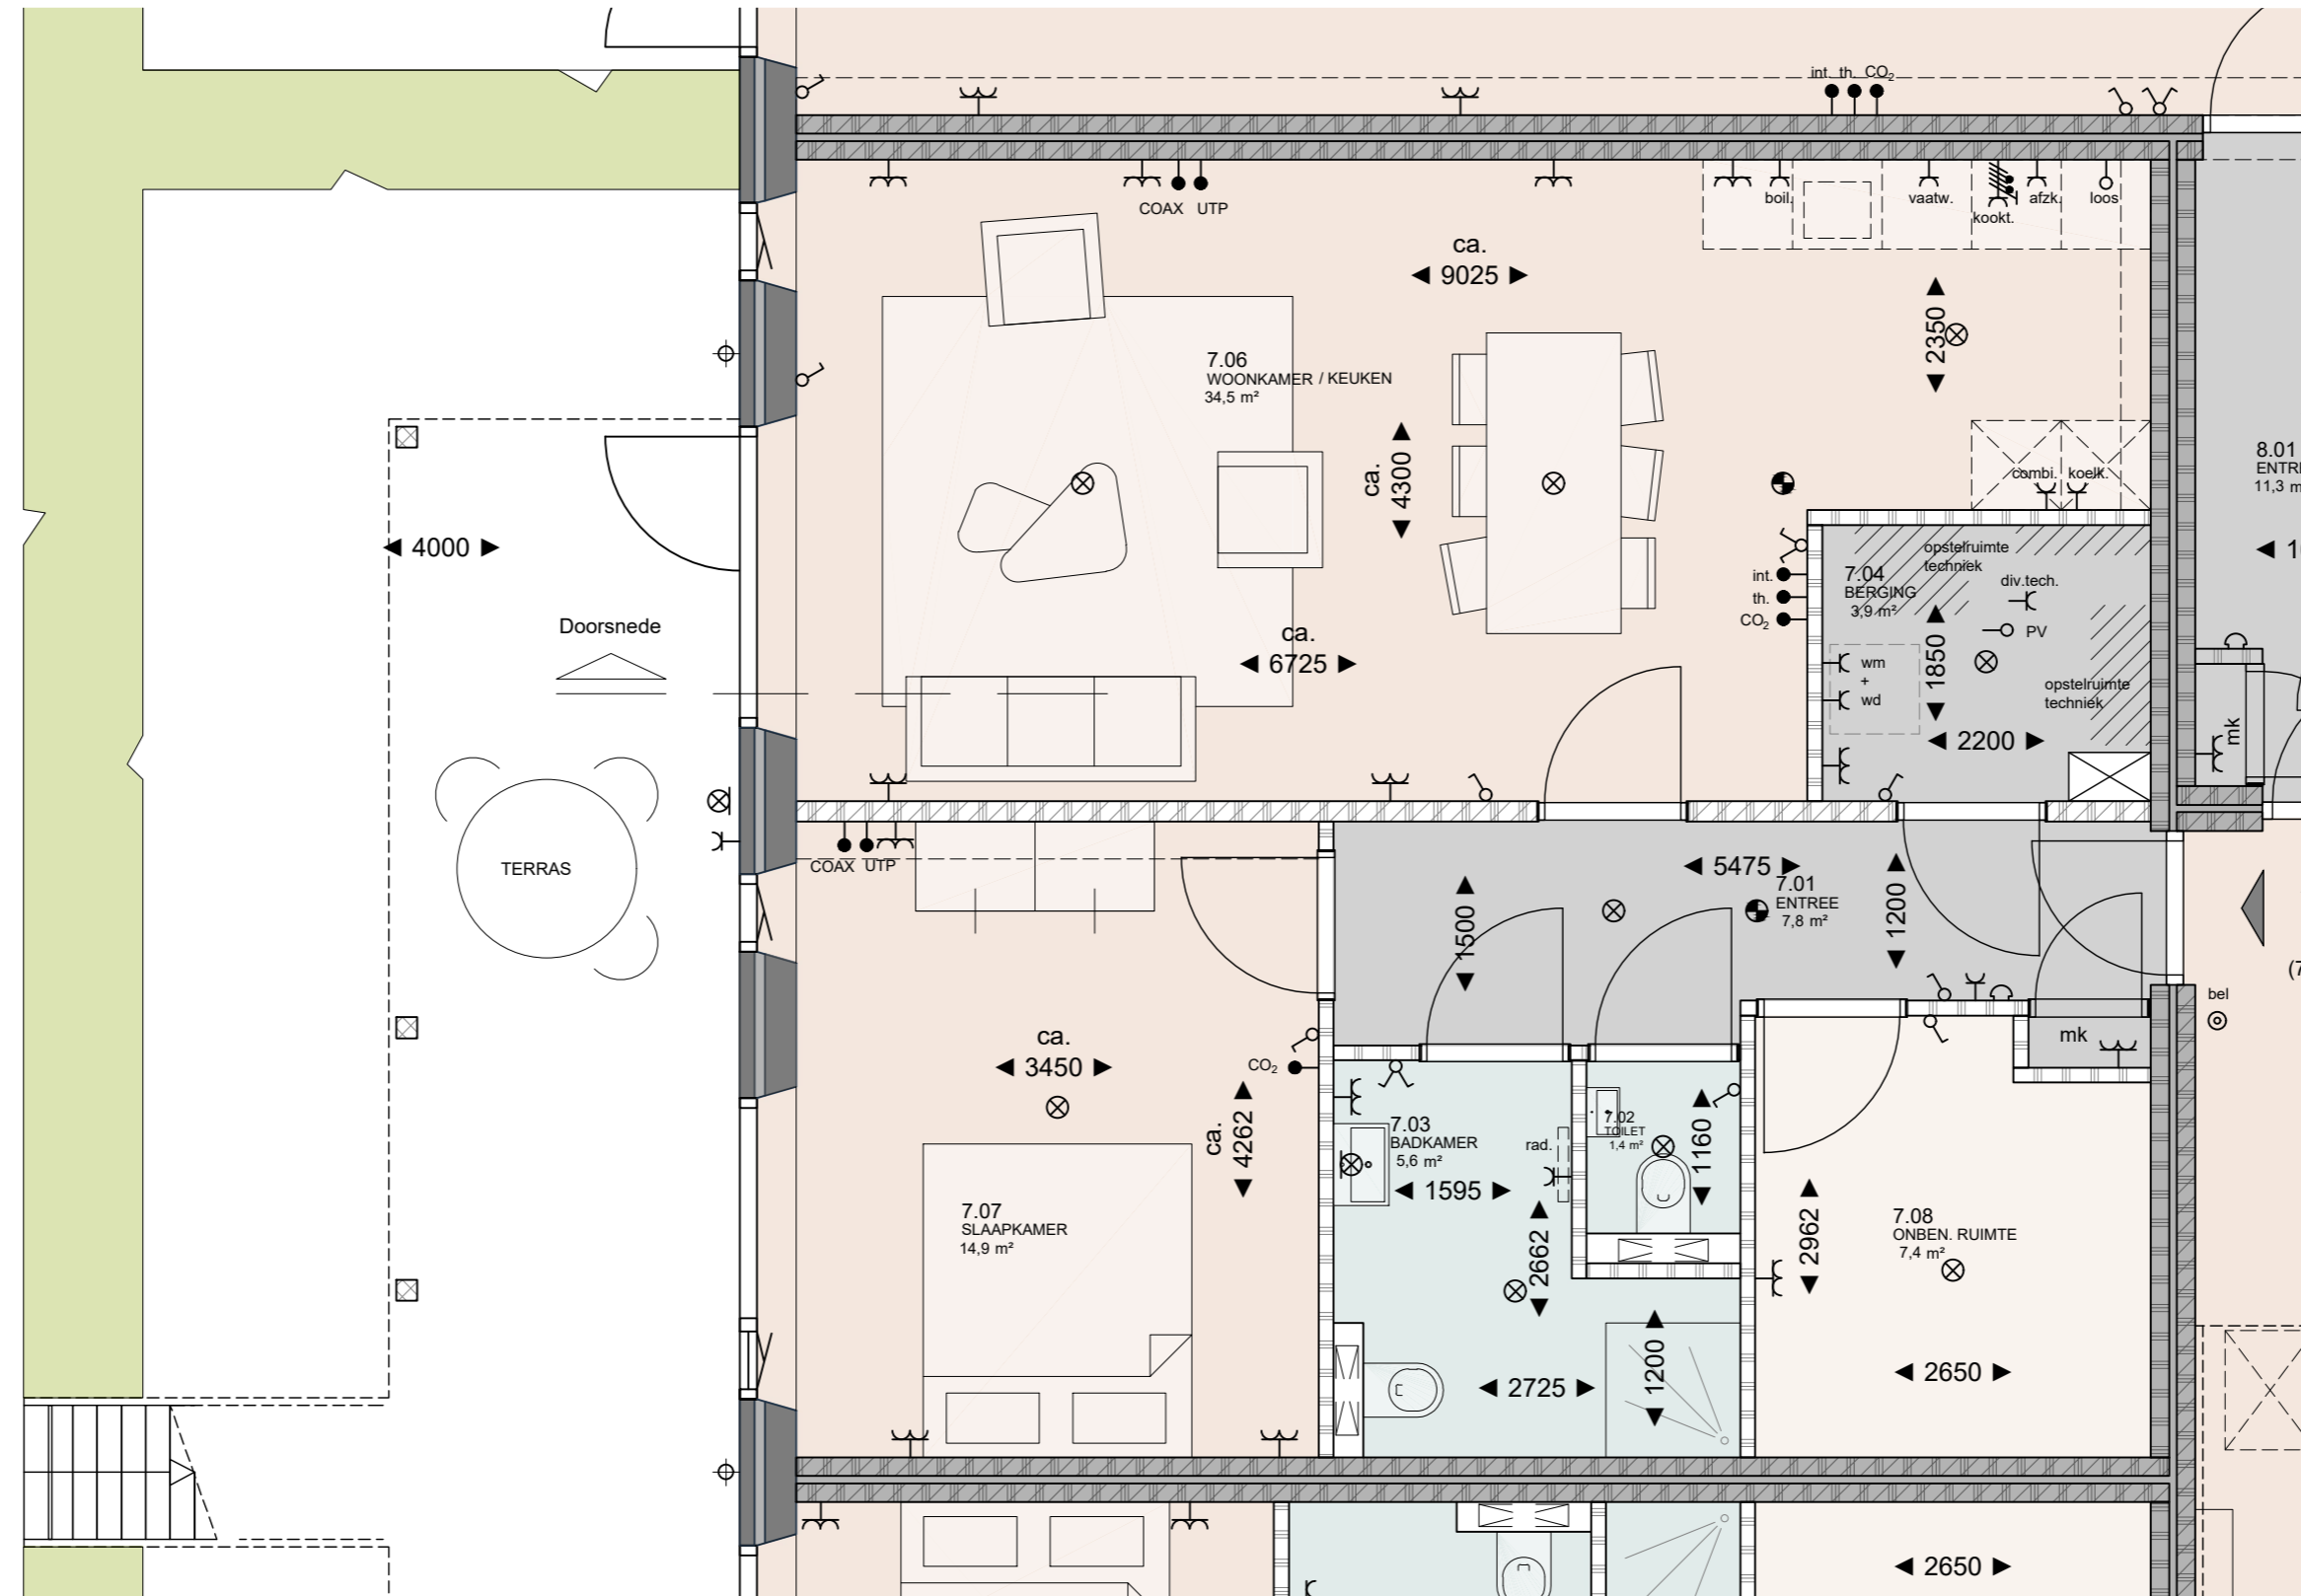 int. th. CO2
COAX UTP
boil.
vaatw.
kookt.
afzk.
loos
ca.
9025
2350
7.06
WOONKAMER / KEUKEN
34,5 m²
ca.
4300
combi. koelk.
8.01
11,3
4000
Doorsnede
ca.
6725
int.
th.
CO2
opstelruimte
techniek
7.04
BERGING
3,9 m²
div.tech.
PV
1850
wm
+
wd
opstelruimte
techniek
2200
mk
TERRAS
COAX UTP
5475
7.01
ENTREE
7,8 m²
1500
1200
bel
mk
ca.
3450
CO2
ca.
4262
7.03
BADKAMER
5,6 m²
1595
rad.
7.02
TOILET
1,4 m²
1160
2662
7.07
SLAAPKAMER
14,9 m²
2962
7.08
ONBEN. RUIMTE
7,4 m²
2725
1200
2650
2650